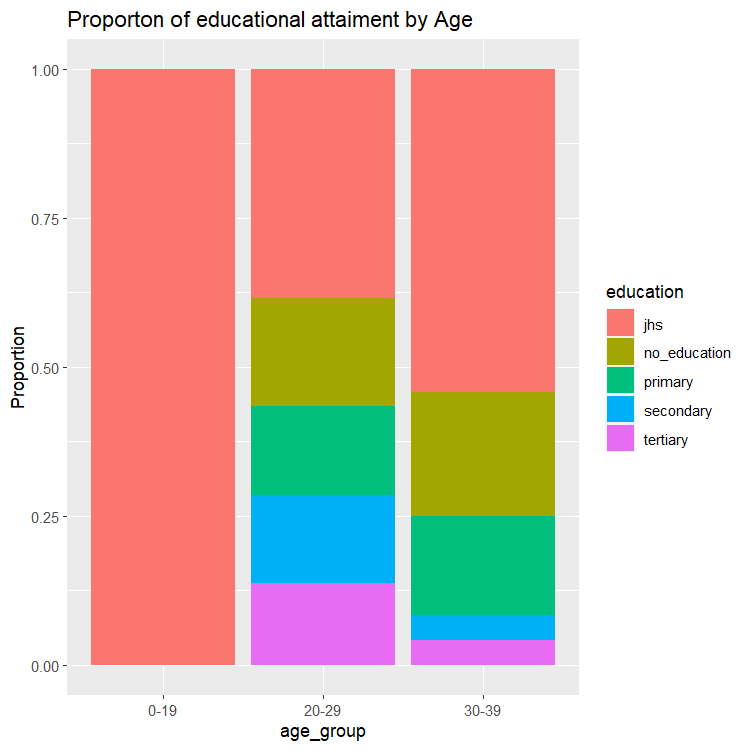 Proporton of educational attaiment by Age
1.00
0.75
0.50
0.25
0.00
Proportion
0-19
20-29
30-39
age_group
education
jhs
no_education
primary
secondary
tertiary